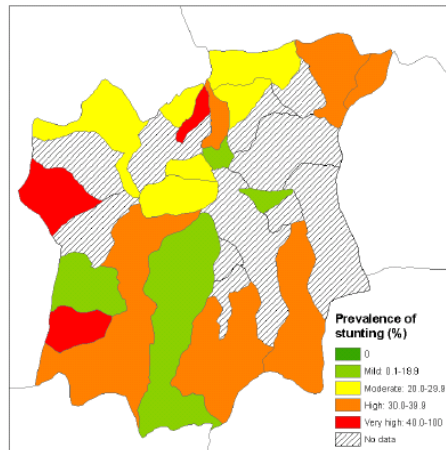 Prevalence of
stunting (%)
0
Mild: 0.1-19.9
Moderate: 20.0-29.9
High: 30.0-39.9
Very high: 40.0-100
No data